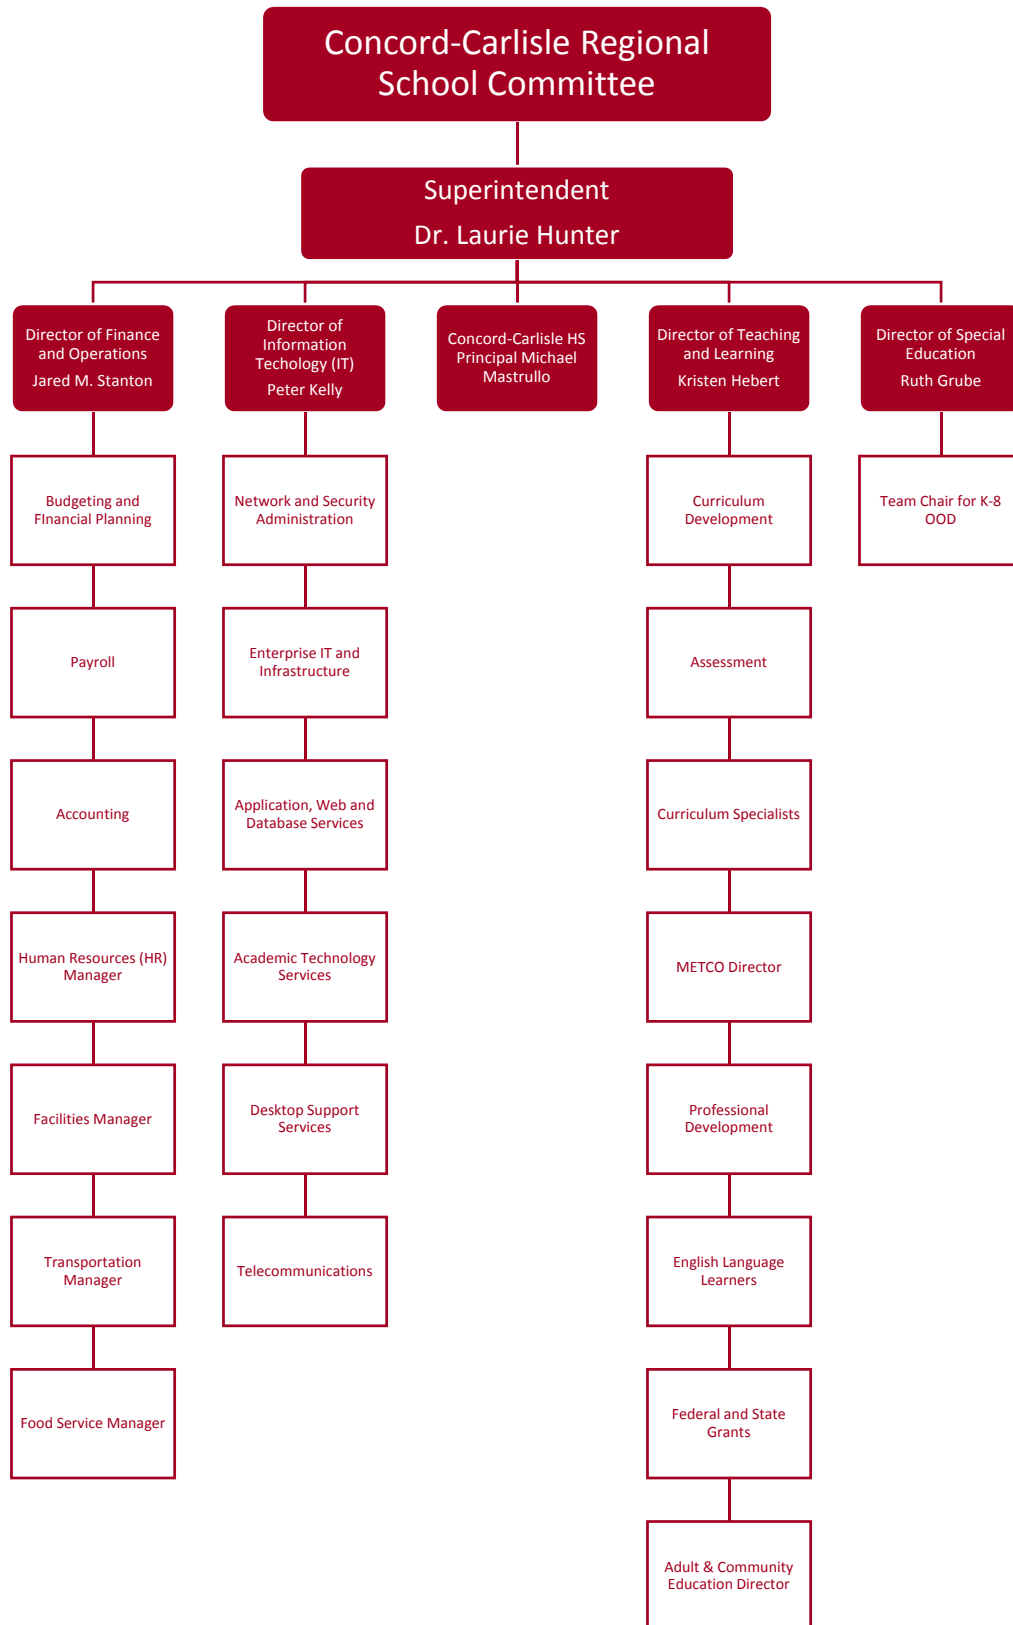 Concord-Carlisle Regional
School Committee
Superintendent
Dr. Laurie Hunter
Director of Finance
and Operations
Jared M. Stanton
Director of
Information
Techology (IT)
Peter Kelly
Concord-Carlisle HS
Principal Michael
Mastrullo
Director of Teaching
and Learning
Kristen Hebert
Director of Special
Education
Ruth Grube
Budgeting and
FInancial Planning
Network and Security
Administration
Curriculum
Development
Team Chair for K-8
OOD
Payroll
Enterprise IT and
Infrastructure
Assessment
Accounting
Application, Web and
Database Services
Curriculum Specialists
Human Resources (HR)
Manager
Academic Technology
Services
METCO Director
Facilities Manager
Desktop Support
Services
Professional
Development
Transportation
Manager
Telecommunications
English Language
Learners
Food Service Manager
Federal and State
Grants
Adult & Community
Education Director